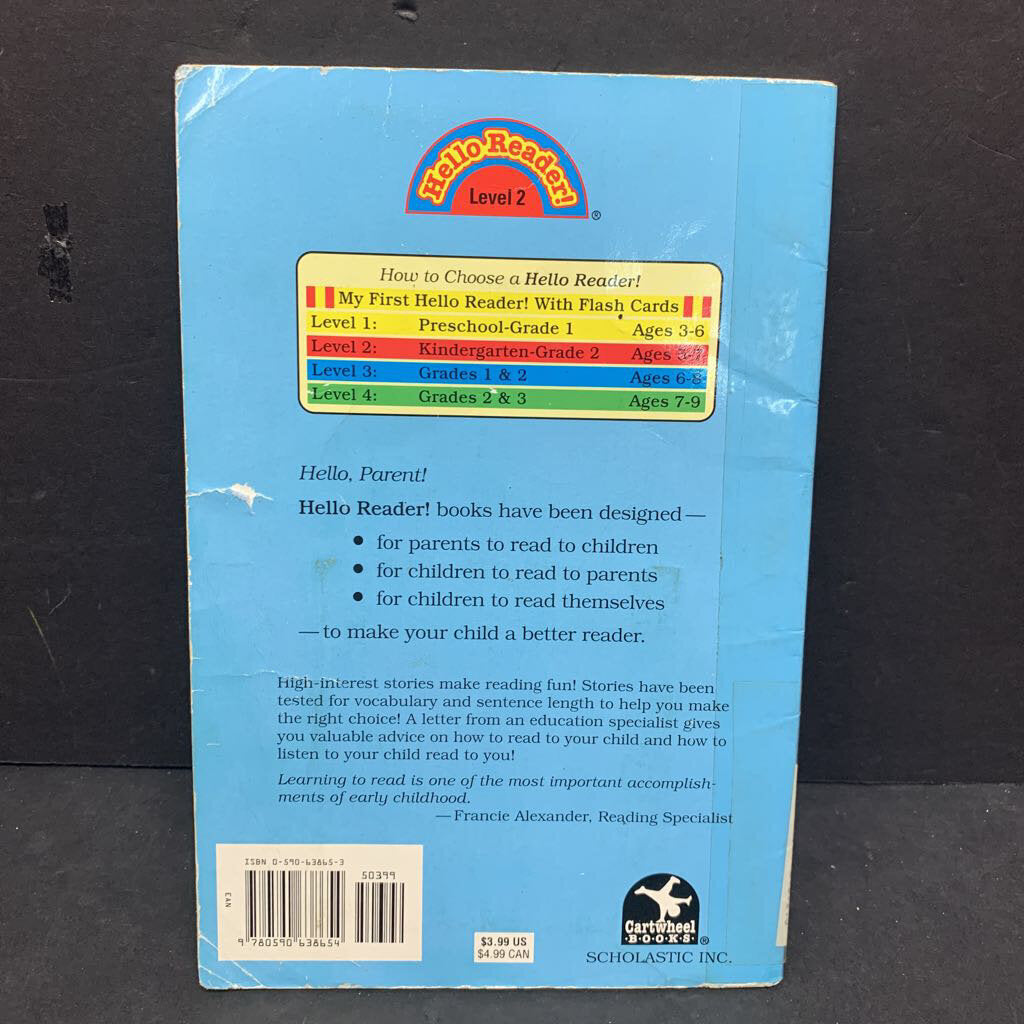 Hello Reader!
Level 2
®
How to Choose a Hello Reader!
My First Hello Reader! With Flash Cards
Level 1: Preschool-Grade 1 Ages 3-6
Level 2: Kindergarten-Grade 2 Ages 5-7
Level 3: Grades 1 & 2 Ages 6-8
Level 4: Grades 2 & 3 Ages 7-9
Hello, Parent!
Hello Reader! books have been designed—
• for parents to read to children
• for children to read to parents
• for children to read themselves
—to make your child a better reader.
High-interest stories make reading fun! Stories have been
tested for vocabulary and sentence length to help you make
the right choice! A letter from an education specialist gives
you valuable advice on how to read to your child and how to
listen to your child read to you!
Learning to read is one of the most important accomplish-
ments of early childhood.
—Francie Alexander, Reading Specialist
ISBN 0-590-63865-3
50399
EAN
9 780590 638654
$3.99 US
$4.99 CAN
Cartwheel
·B·O·O·K·S· ®
SCHOLASTIC INC.